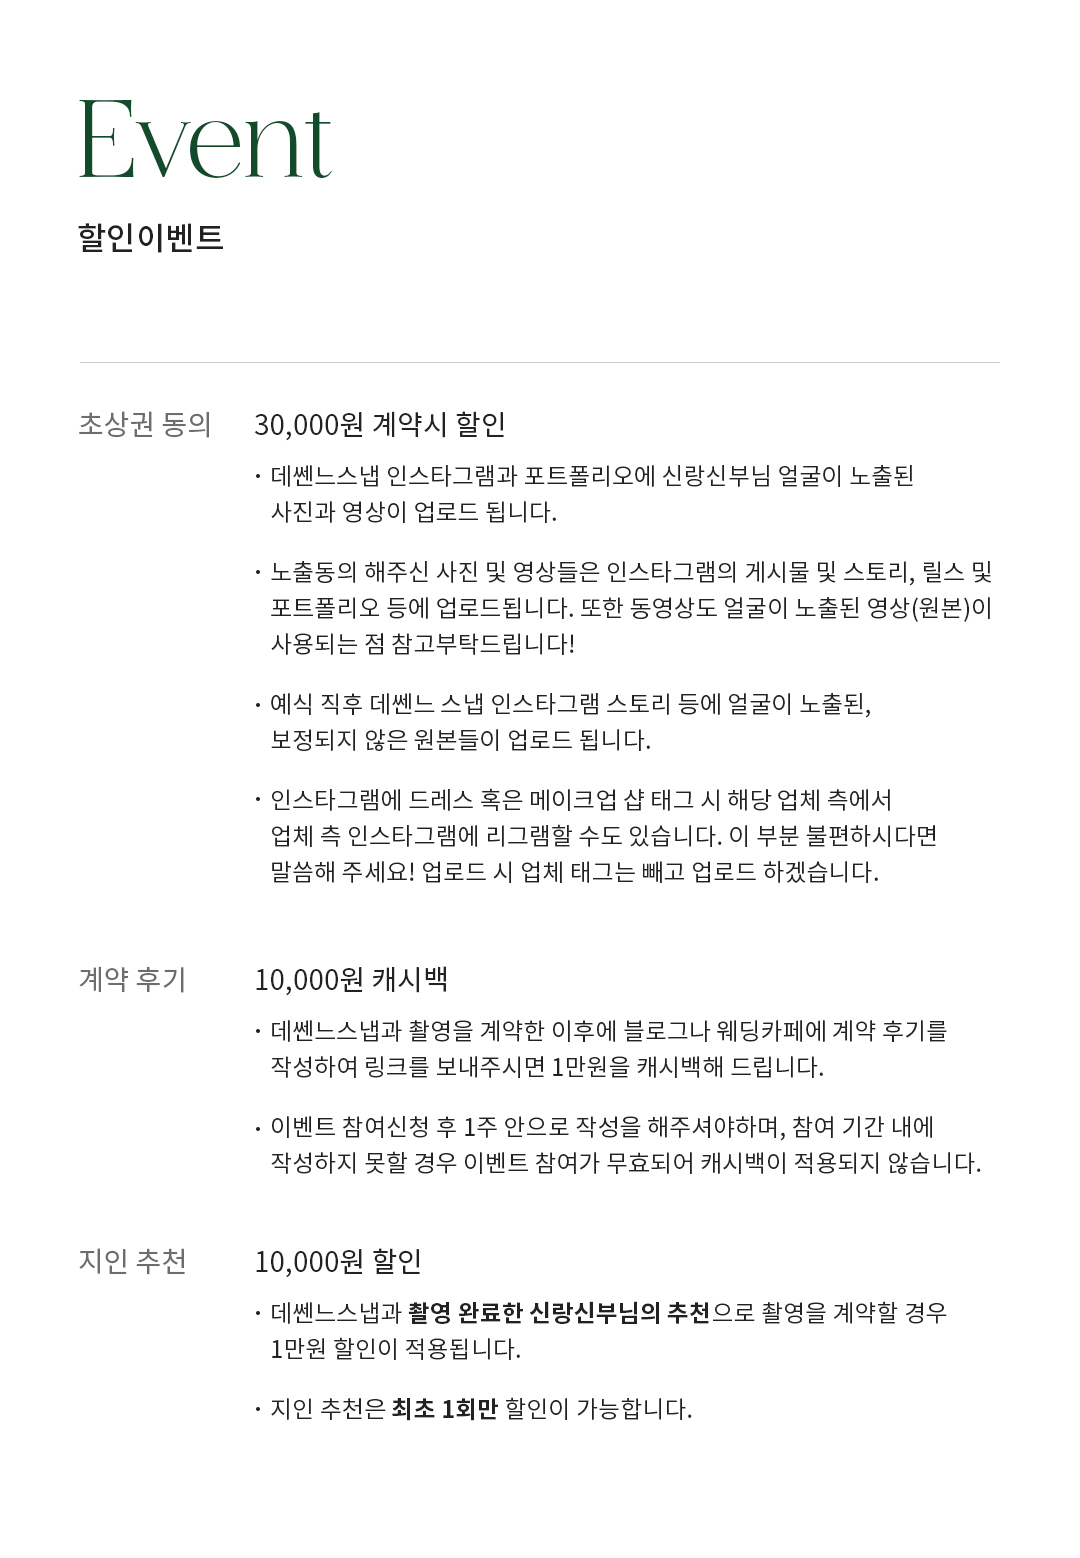 Event
할인이벤트
초상권 동의
30,000원 계약시 할인
· 데쎈느스냅 인스타그램과 포트폴리오에 신랑신부님 얼굴이 노출된
사진과 영상이 업로드 됩니다.
· 노출동의 해주신 사진 및 영상들은 인스타그램의 게시물 및 스토리, 릴스 및
포트폴리오 등에 업로드됩니다. 또한 동영상도 얼굴이 노출된 영상(원본)이
사용되는 점 참고부탁드립니다!
· 예식 직후 데쎈느 스냅 인스타그램 스토리 등에 얼굴이 노출된,
보정되지 않은 원본들이 업로드 됩니다.
· 인스타그램에 드레스 혹은 메이크업 샵 태그 시 해당 업체 측에서
업체 측 인스타그램에 리그램할 수도 있습니다. 이 부분 불편하시다면
말씀해 주세요! 업로드 시 업체 태그는 빼고 업로드 하겠습니다.
계약 후기
10,000원 캐시백
· 데쎈느스냅과 촬영을 계약한 이후에 블로그나 웨딩카페에 계약 후기를
작성하여 링크를 보내주시면 1만원을 캐시백해 드립니다.
· 이벤트 참여신청 후 1주 안으로 작성을 해주셔야하며, 참여 기간 내에
작성하지 못할 경우 이벤트 참여가 무효되어 캐시백이 적용되지 않습니다.
지인 추천
10,000원 할인
· 데쎈느스냅과 촬영 완료한 신랑신부님의 추천으로 촬영을 계약할 경우
1만원 할인이 적용됩니다.
· 지인 추천은 최초 1회만 할인이 가능합니다.